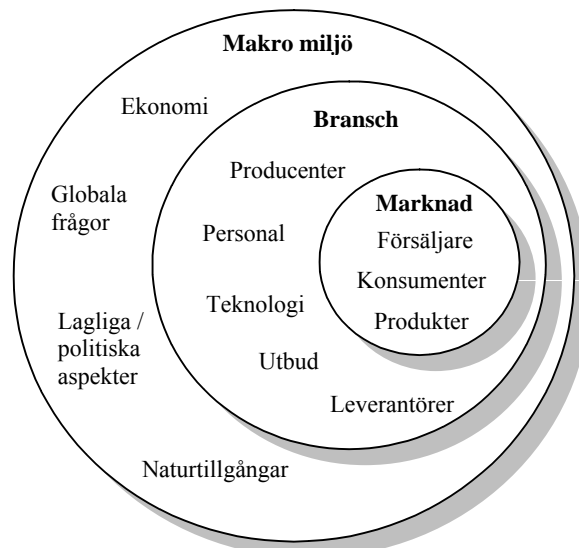 Makro miljö
Ekonomi
Bransch
Producenter
Globala
frågor
Marknad
Personal
Försäljare
Konsumenter
Teknologi
Produkter
Lagliga /
politiska
aspekter
Utbud
Leverantörer
Naturtillgångar